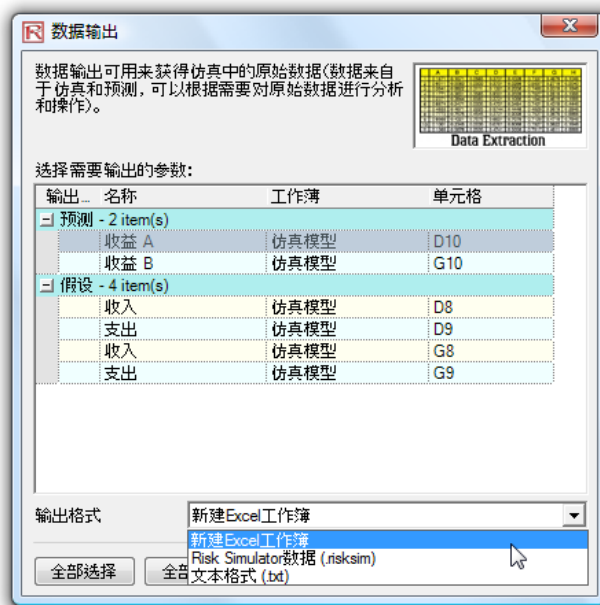 数据输出
数据输出可用来获得仿真中的原始数据(数据来自
于仿真和预测, 可以根据需要对原始数据进行分析
和操作)。
Data Extraction
选择需要输出的参数:
输出... 名称 工作薄 单元格
预测 - 2 item(s)
收益 A 仿真模型 D10
收益 B 仿真模型 G10
假设 - 4 item(s)
收入 仿真模型 D8
支出 仿真模型 D9
收入 仿真模型 G8
支出 仿真模型 G9
输出格式 新建Excel工作簿
新建Excel工作簿
Risk Simulator数据 (.risksim)
文本格式 (.txt)
全部选择